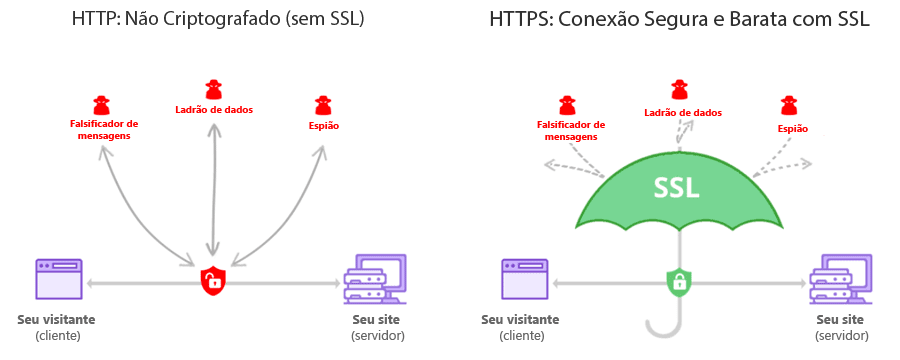 HTTP: Não Criptografado (sem SSL)
Ladrão de dados
Falsificador de
mensagens
Espião
Seu visitante
(cliente)
Seu site
(servidor)
HTTPS: Conexão Segura e Barata com SSL
Ladrão de dados
Falsificador de
mensagens
Espião
SSL
Seu visitante
(cliente)
Seu site
(servidor)